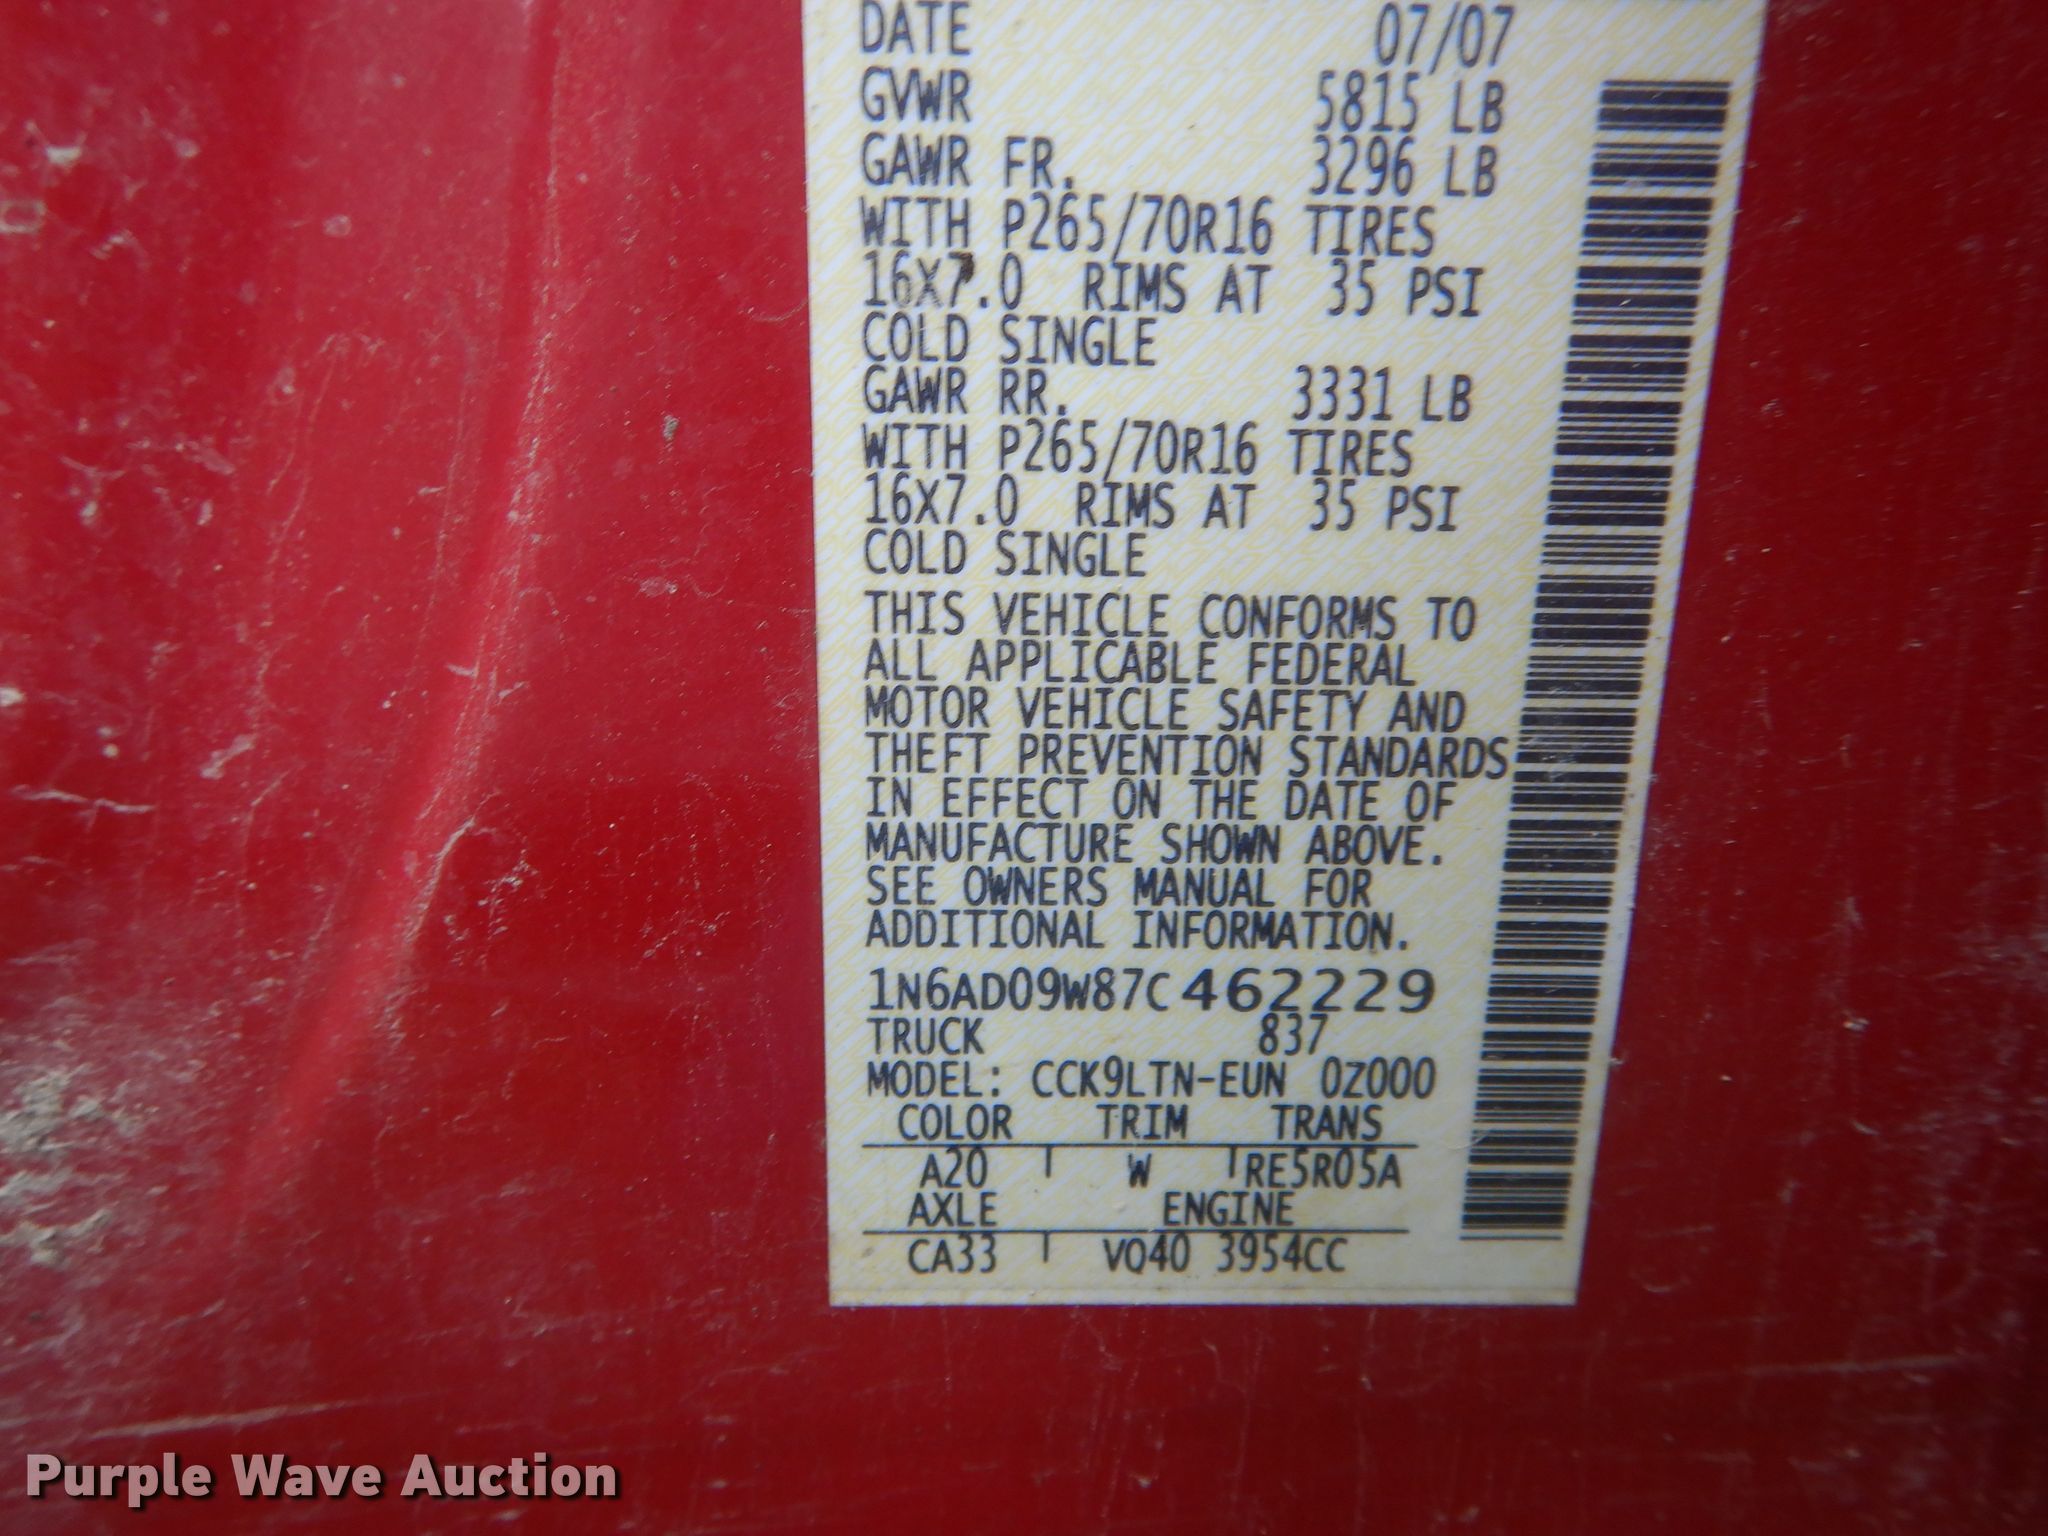 DATE 07/07
GVWR 5815 LB
GAWR FR. 3296 LB
WITH P265/70R16 TIRES
16X7.0 RIMS AT 35 PSI
COLD SINGLE
GAWR RR. 3331 LB
WITH P265/70R16 TIRES
16X7.0 RIMS AT 35 PSI
COLD SINGLE
THIS VEHICLE CONFORMS TO
ALL APPLICABLE FEDERAL
MOTOR VEHICLE SAFETY AND
THEFT PREVENTION STANDARDS
IN EFFECT ON THE DATE OF
MANUFACTURE SHOWN ABOVE.
SEE OWNERS MANUAL FOR
ADDITIONAL INFORMATION.
1N6AD09W87C462229
TRUCK 837
MODEL: CCK9LTN-EUN 0Z000
COLOR TRIM TRANS
A20 W RE5R05A
AXLE ENGINE
CA33 VQ40 3954CC
Purple Wave Auction